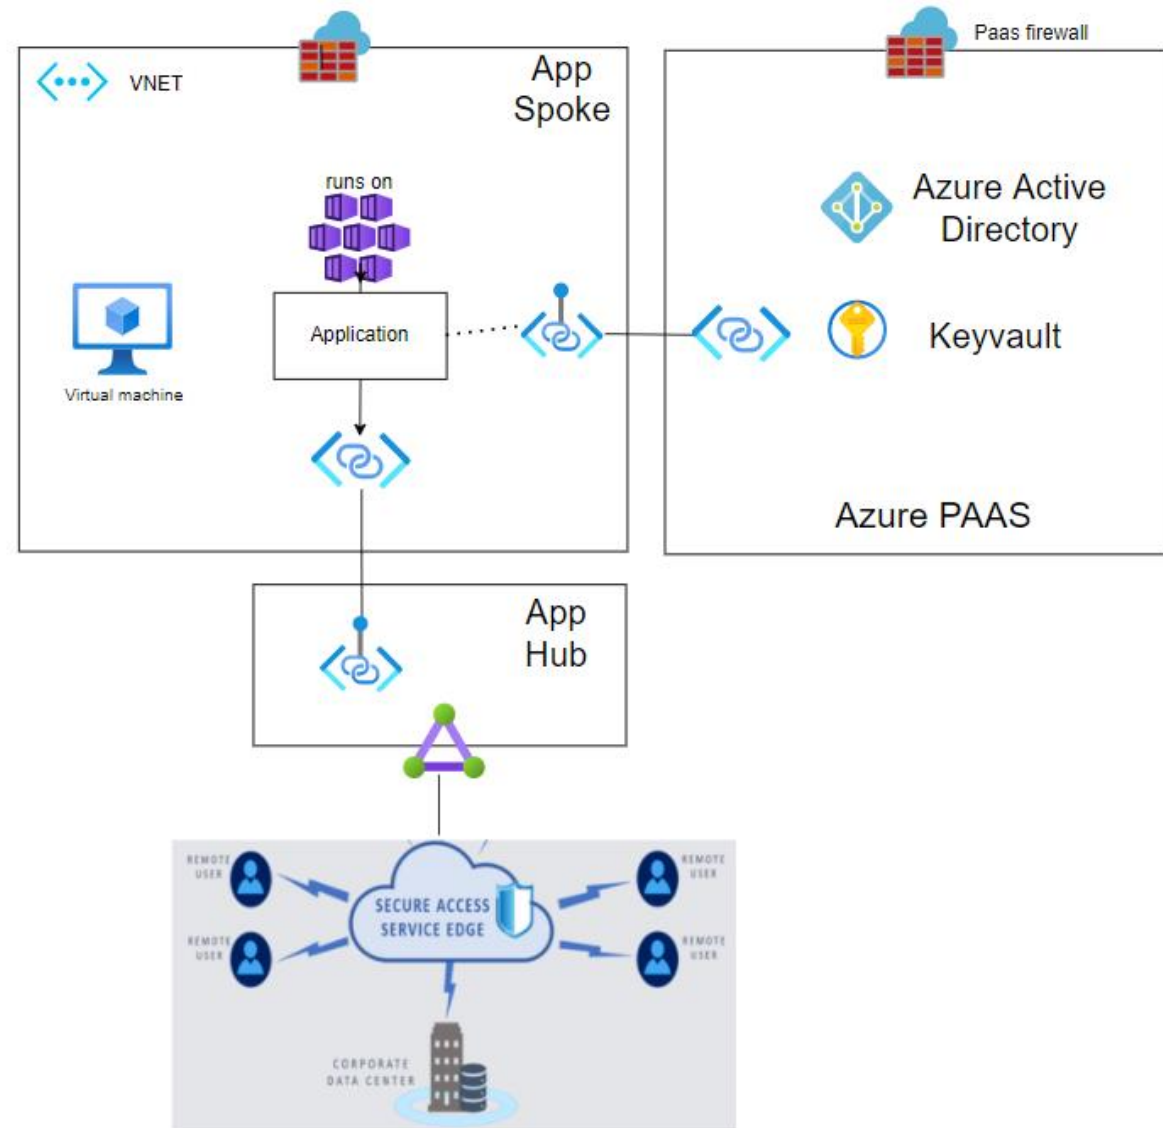 Paas firewall
VNET
App
Spoke
runs on
Azure Active
Directory
Application
Keyvault
Virtual machine
Azure PAAS
App
Hub
REMOTE
USER
REMOTE
USER
SECURE ACCESS
SERVICE EDGE
REMOTE
USER
REMOTE
USER
CORPORATE
DATA CENTER